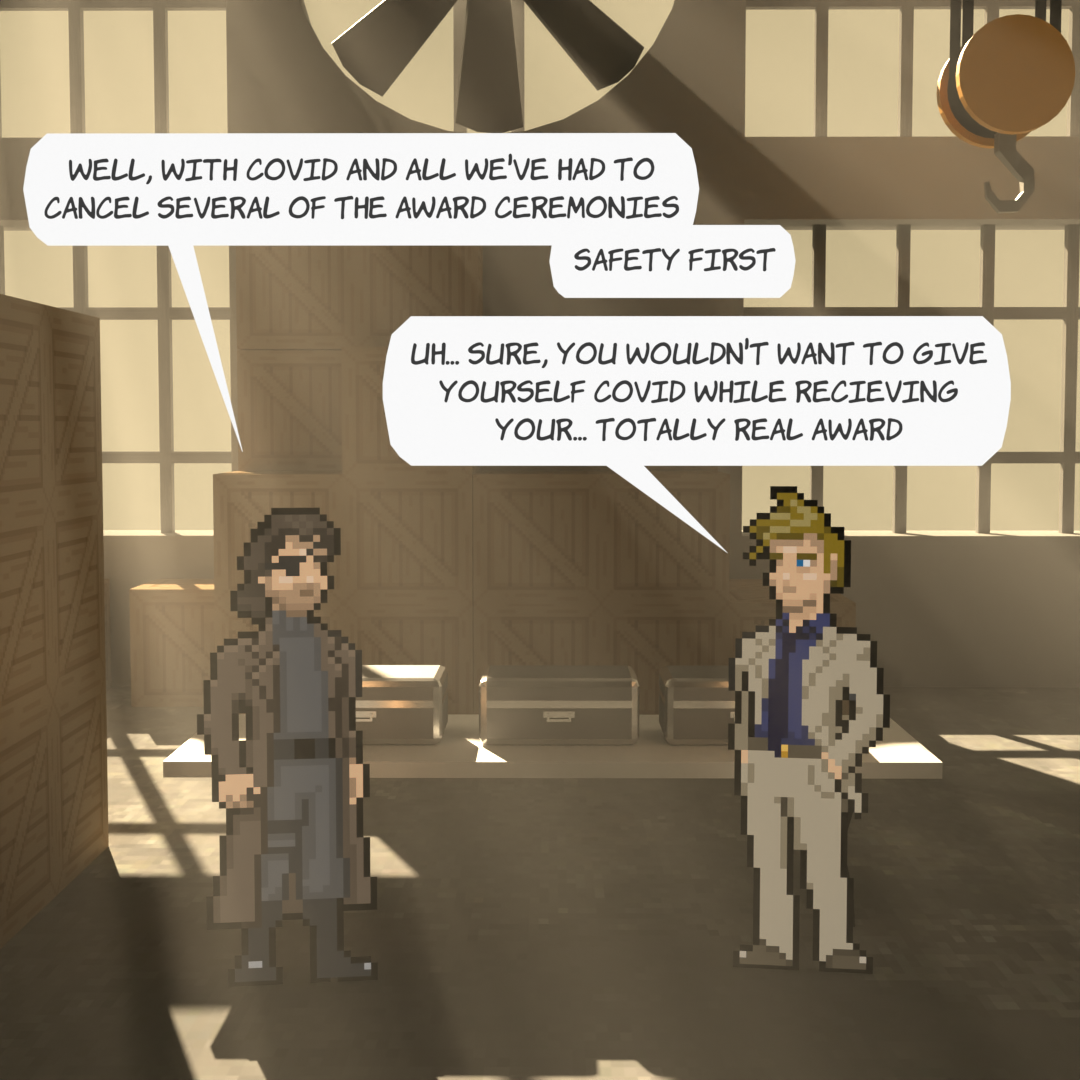 WELL, WITH COVID AND ALL WE'VE HAD TO
CANCEL SEVERAL OF THE AWARD CEREMONIES
SAFETY FIRST
UH... SURE, YOU WOULDN'T WANT TO GIVE
YOURSELF COVID WHILE RECIEVING
YOUR... TOTALLY REAL AWARD